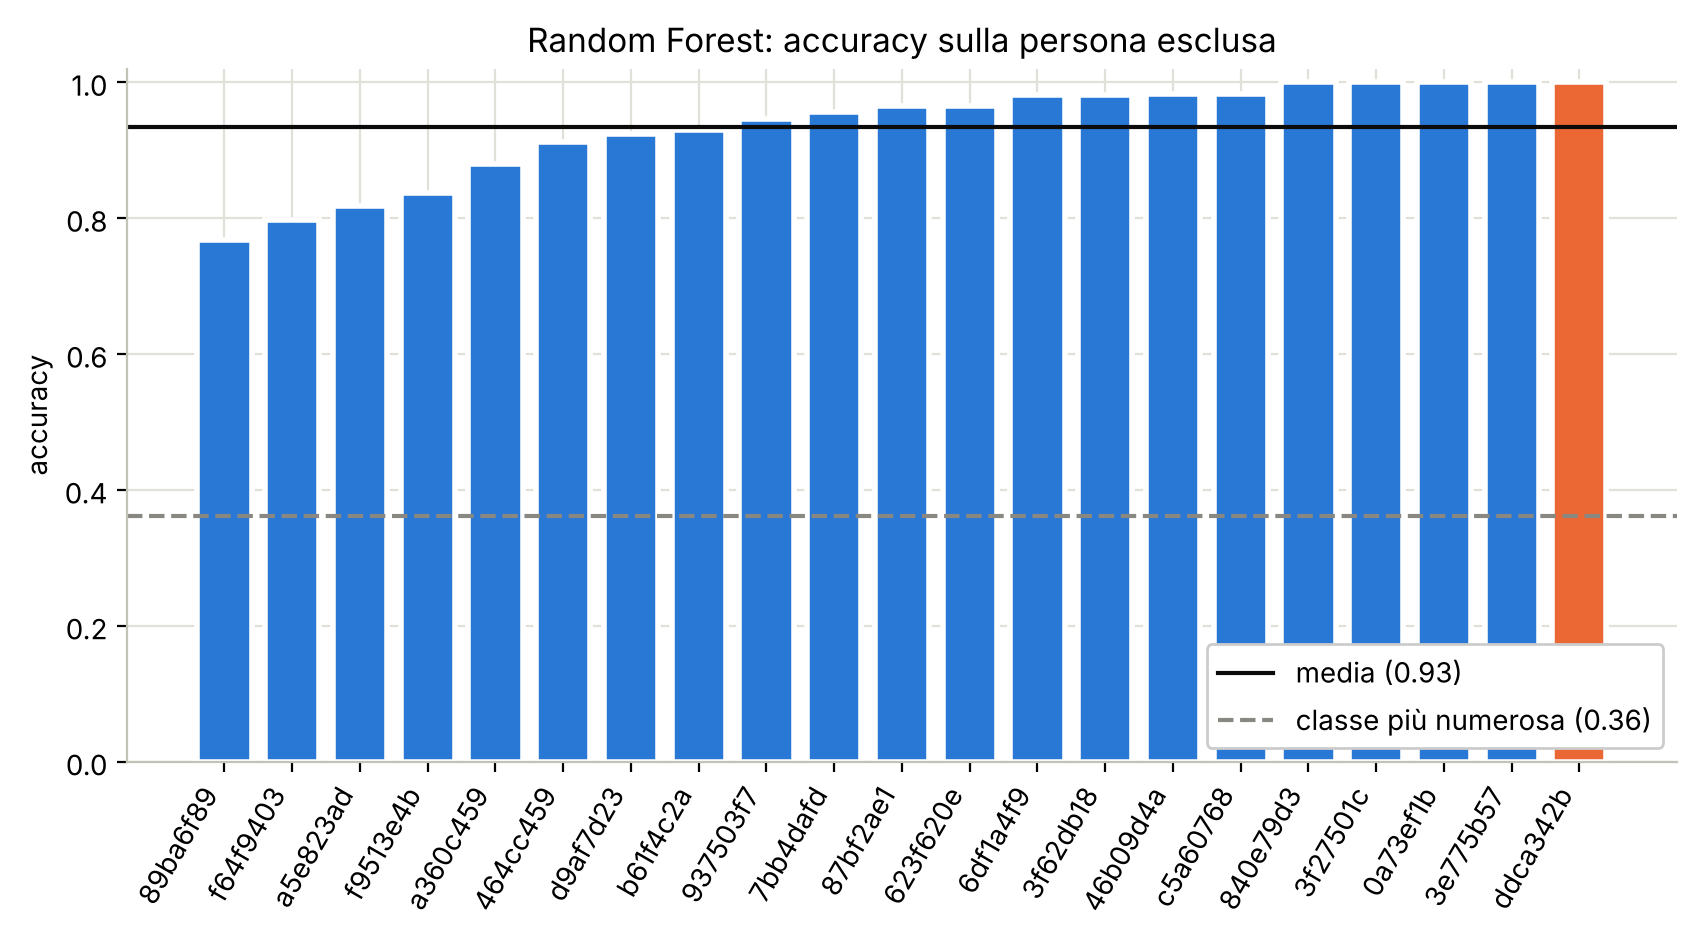 Random Forest: accuracy sulla persona esclusa
1.0
0.8
0.6
0.4
0.2
0.0
accuracy
media (0.93)
classe più numerosa (0.36)
89ba6f89
f64f9403
a5e823ad
f9513e4b
a360c459
464cc459
d9af7d23
b61f4c2a
937503f7
7bb4dafd
87bf2ae1
623f620e
6df1a4f9
3f62db18
46b09d4a
c5a60768
840e79d3
3f27501c
0a73ef1b
3e775b57
ddca342b